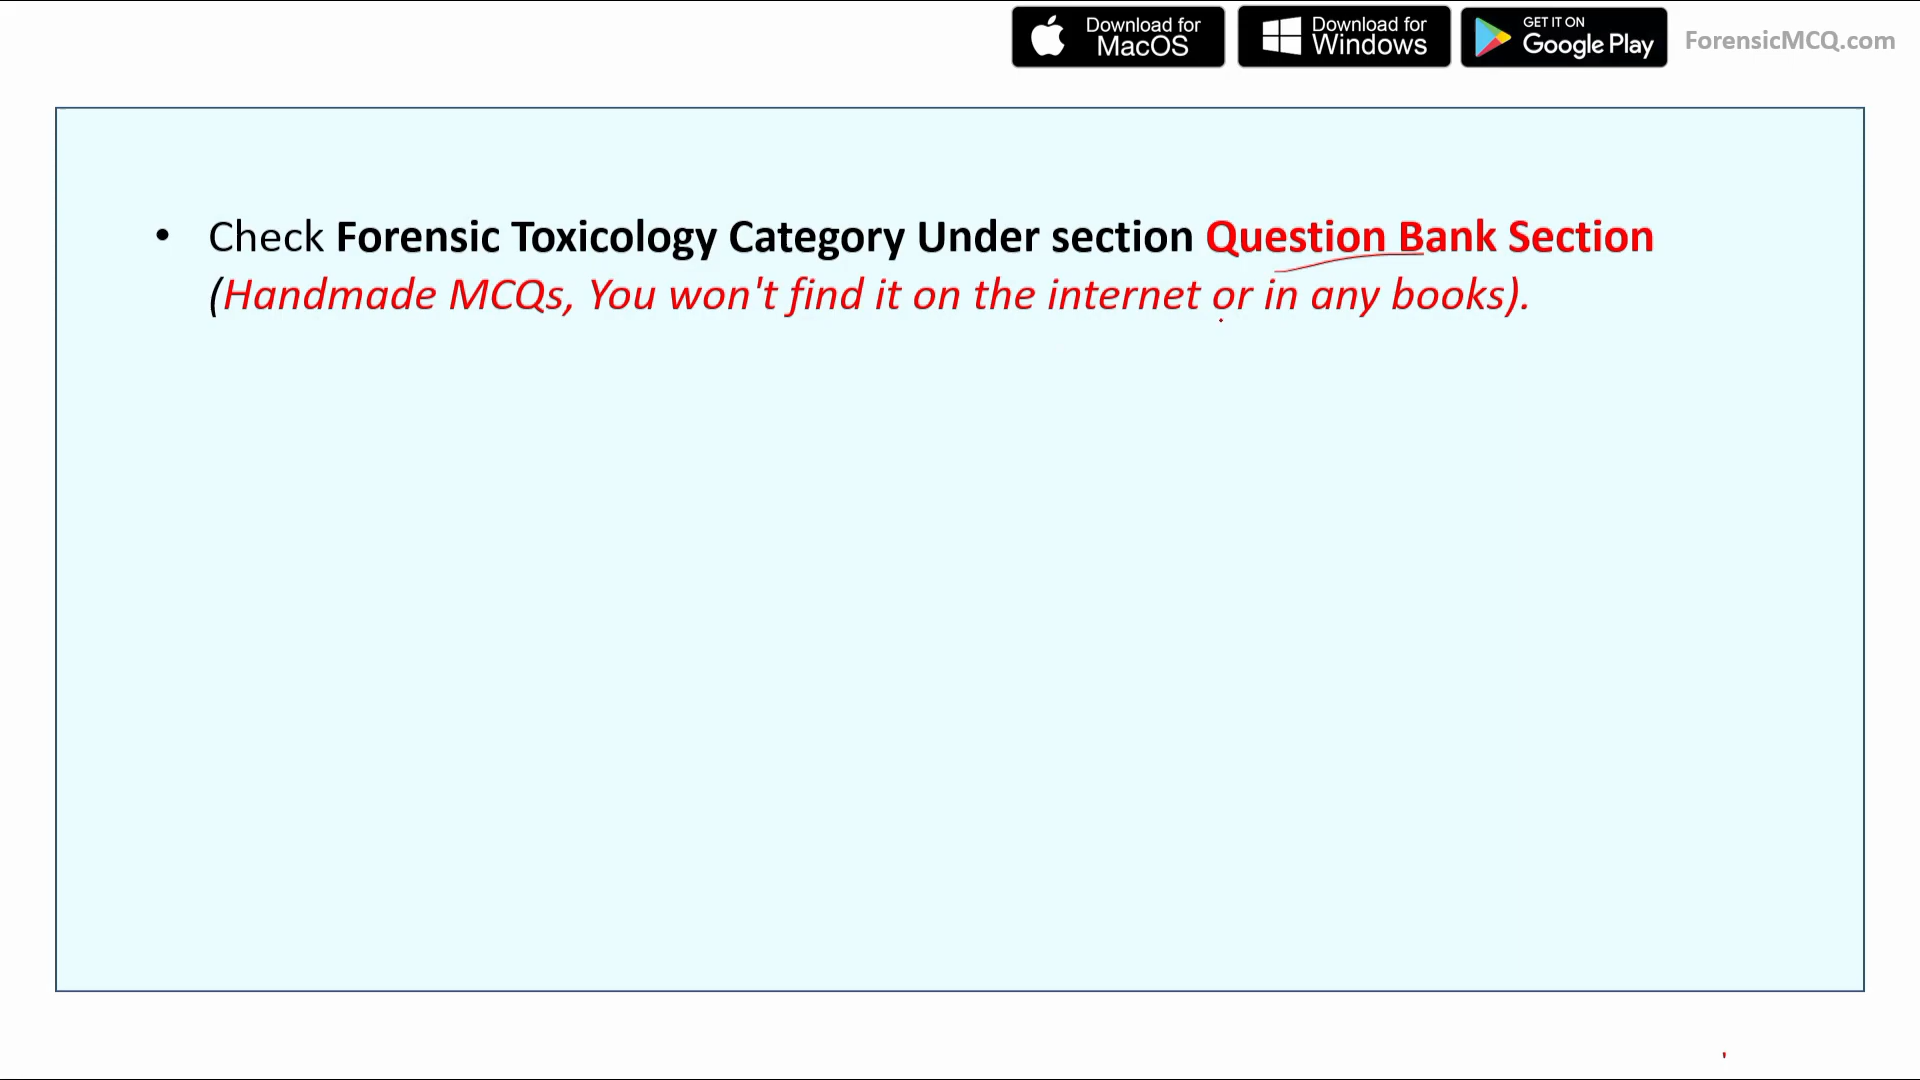 Download for
MacOS
Download for
Windows
GET IT ON
Google Play
ForensicMCQ.com
• Check Forensic Toxicology Category Under section Question Bank Section
(Handmade MCQs, You won't find it on the internet or in any books).